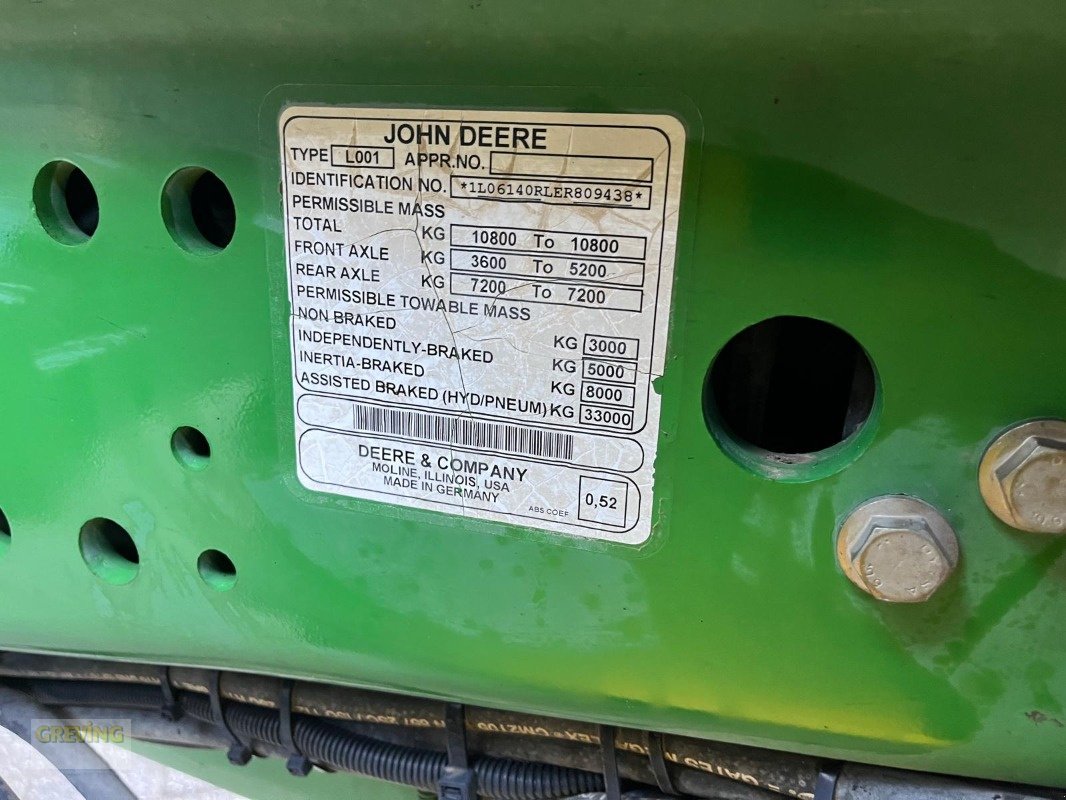 JOHN DEERE
TYPE L001 APPR.NO.
IDENTIFICATION NO. *1L06140RLER809438*
PERMISSIBLE MASS
TOTAL KG 10800 To 10800
FRONT AXLE KG 3600 To 5200
REAR AXLE KG 7200 To 7200
PERMISSIBLE TOWABLE MASS
NON BRAKED KG 3000
INDEPENDENTLY-BRAKED KG 5000
INERTIA-BRAKED KG 8000
ASSISTED BRAKED (HYD/PNEUM) KG 33000
DEERE & COMPANY
MOLINE, ILLINOIS, USA
MADE IN GERMANY
ABS COEF 0,52
GREVING
GATES